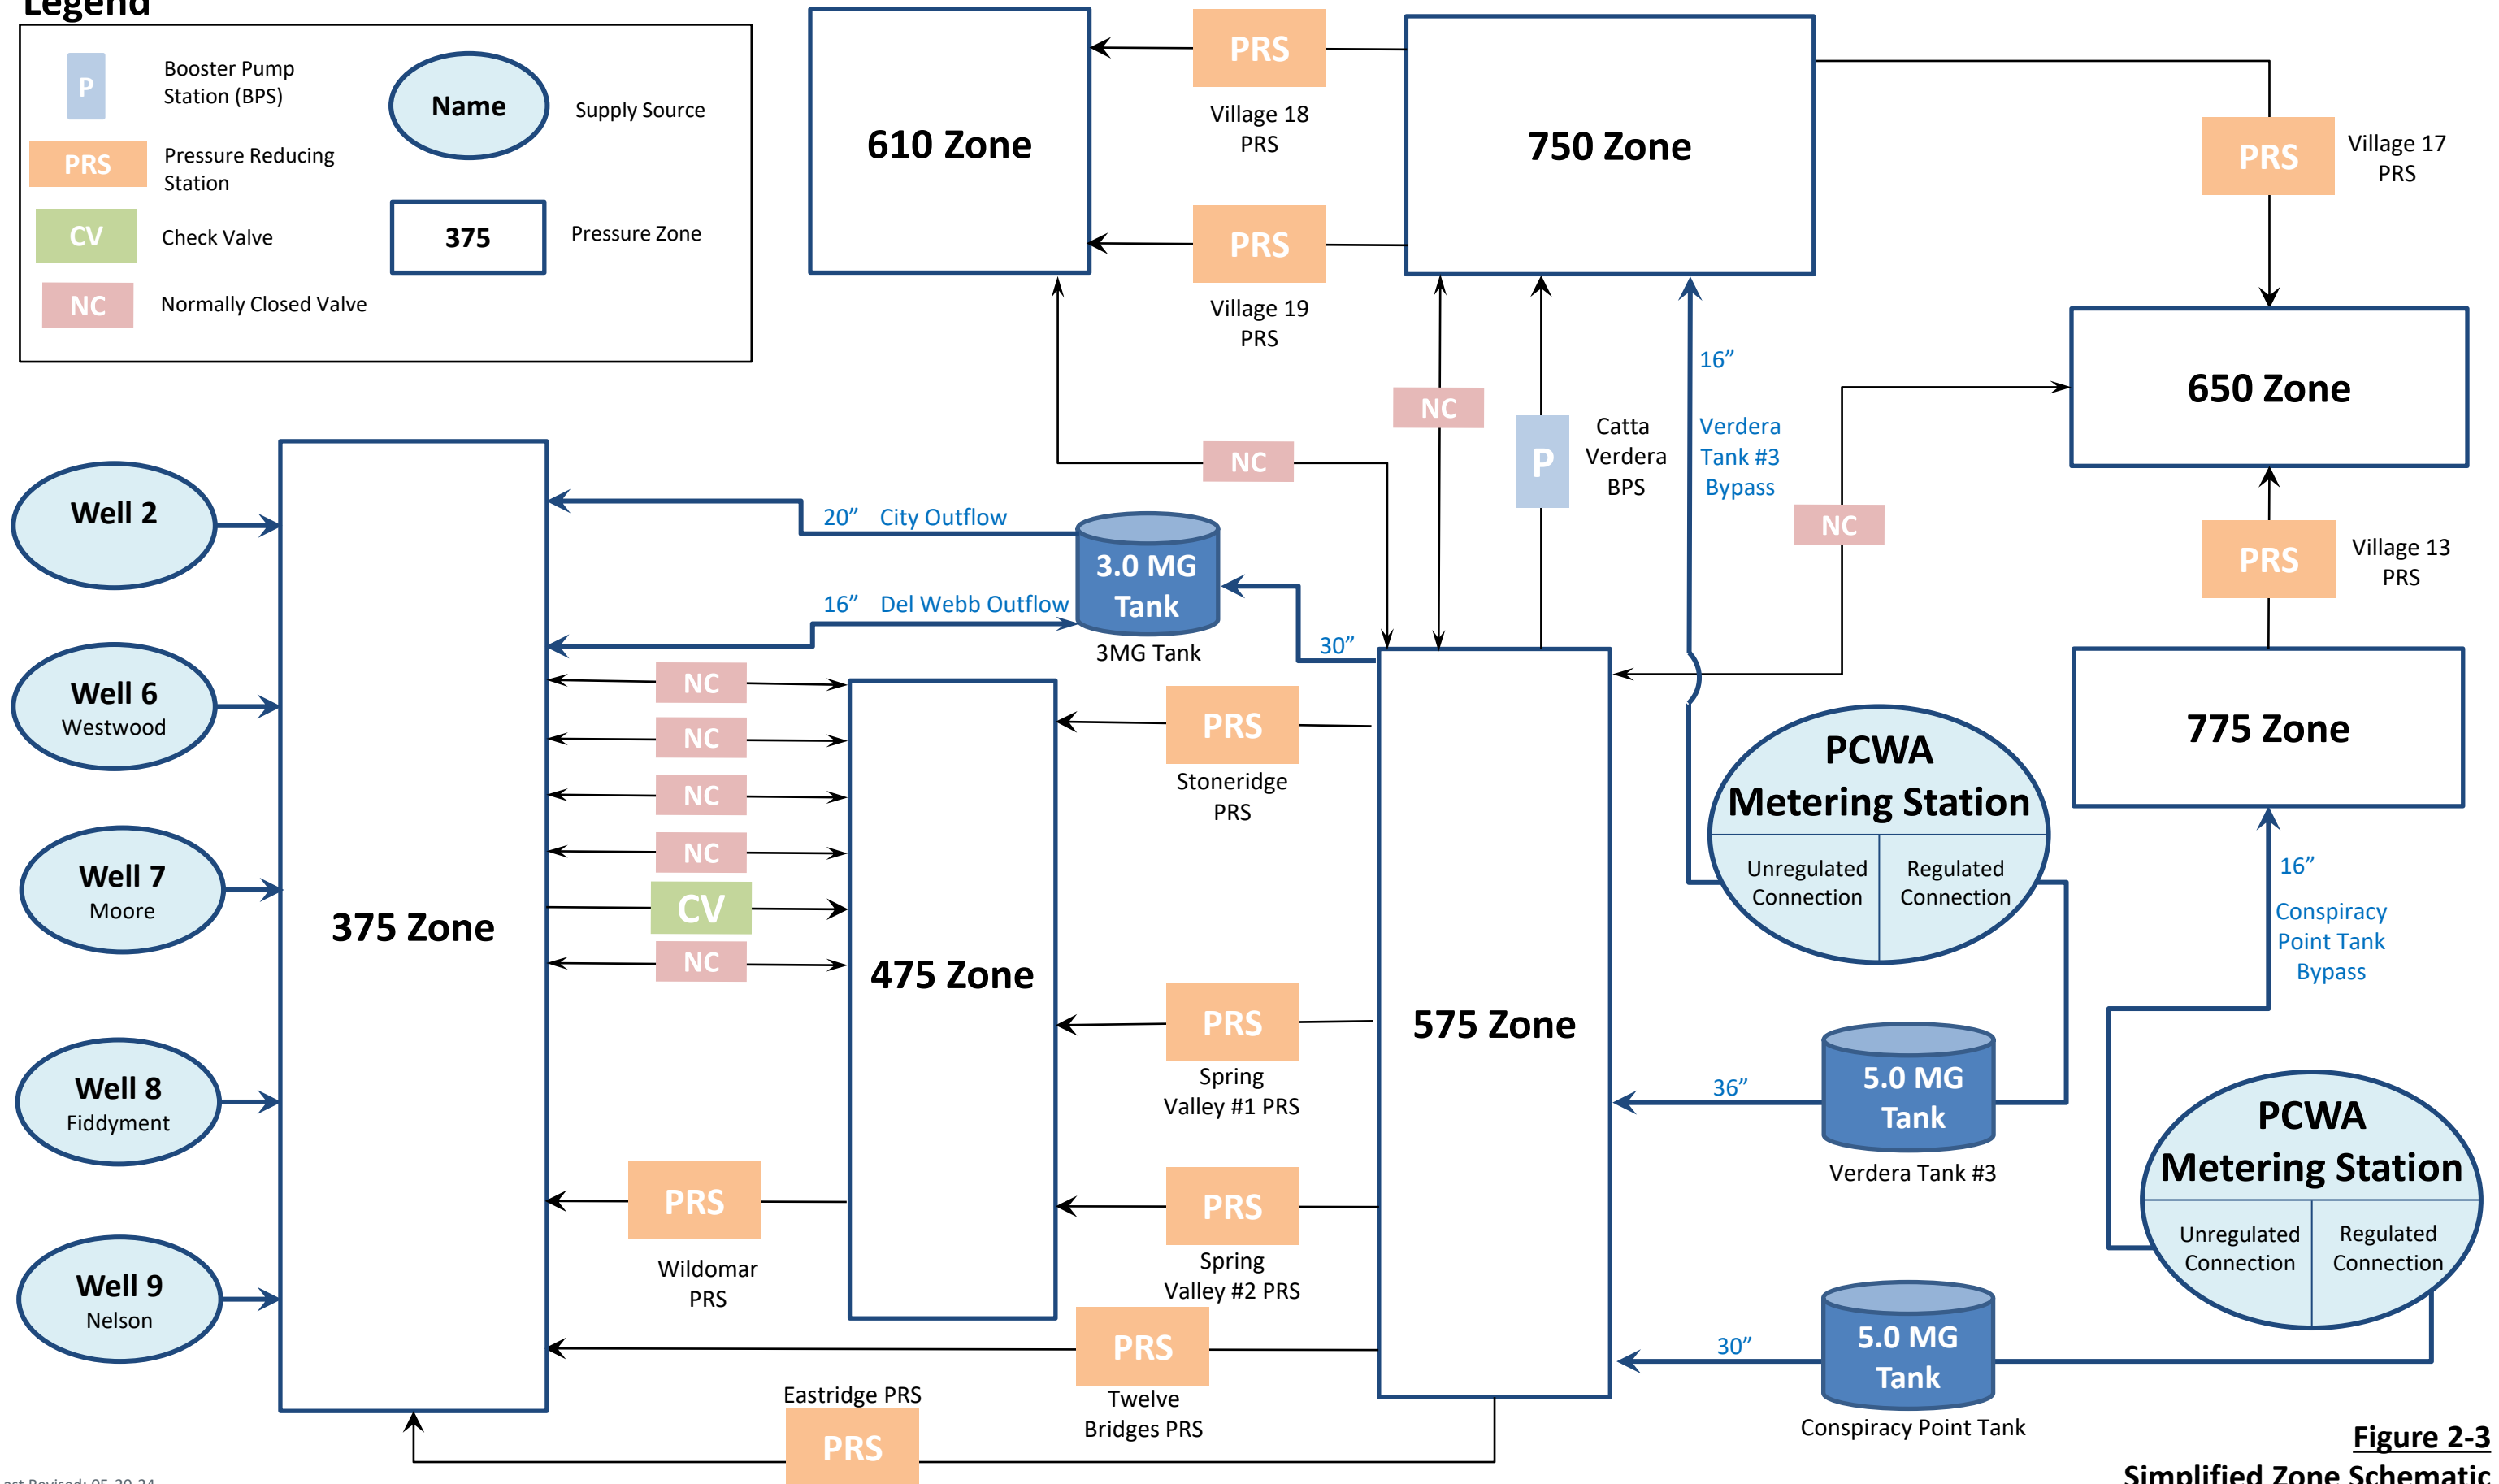 Legend
P
Booster Pump
Station (BPS)
Name
Supply Source
PRS
Pressure Reducing
Station
CV
Check Valve
375
Pressure Zone
NC
Normally Closed Valve
610 Zone
PRS
Village 18
PRS
PRS
Village 19
PRS
750 Zone
PRS
Village 17
PRS
650 Zone
NC
NC
P
Catta
Verdera
BPS
16”
Verdera
Tank #3
Bypass
NC
PRS
Village 13
PRS
775 Zone
16”
Conspiracy
Point Tank
Bypass
Well 2
Well 6
Westwood
Well 7
Moore
Well 8
Fiddyment
Well 9
Nelson
375 Zone
20” City Outflow
16” Del Webb Outflow
3.0 MG
Tank
3MG Tank
30”
NC
NC
NC
NC
CV
NC
475 Zone
PRS
Wildomar
PRS
PRS
Stoneridge
PRS
PRS
Spring
Valley #1 PRS
PRS
Spring
Valley #2 PRS
PRS
Twelve
Bridges PRS
Eastridge PRS
PRS
575 Zone
PCWA
Metering Station
Unregulated
Connection
Regulated
Connection
36”
5.0 MG
Tank
Verdera Tank #3
PCWA
Metering Station
Unregulated
Connection
Regulated
Connection
30”
5.0 MG
Tank
Conspiracy Point Tank
Figure 2-3
Simplified Zone Schematic
Revised: 05-20-24